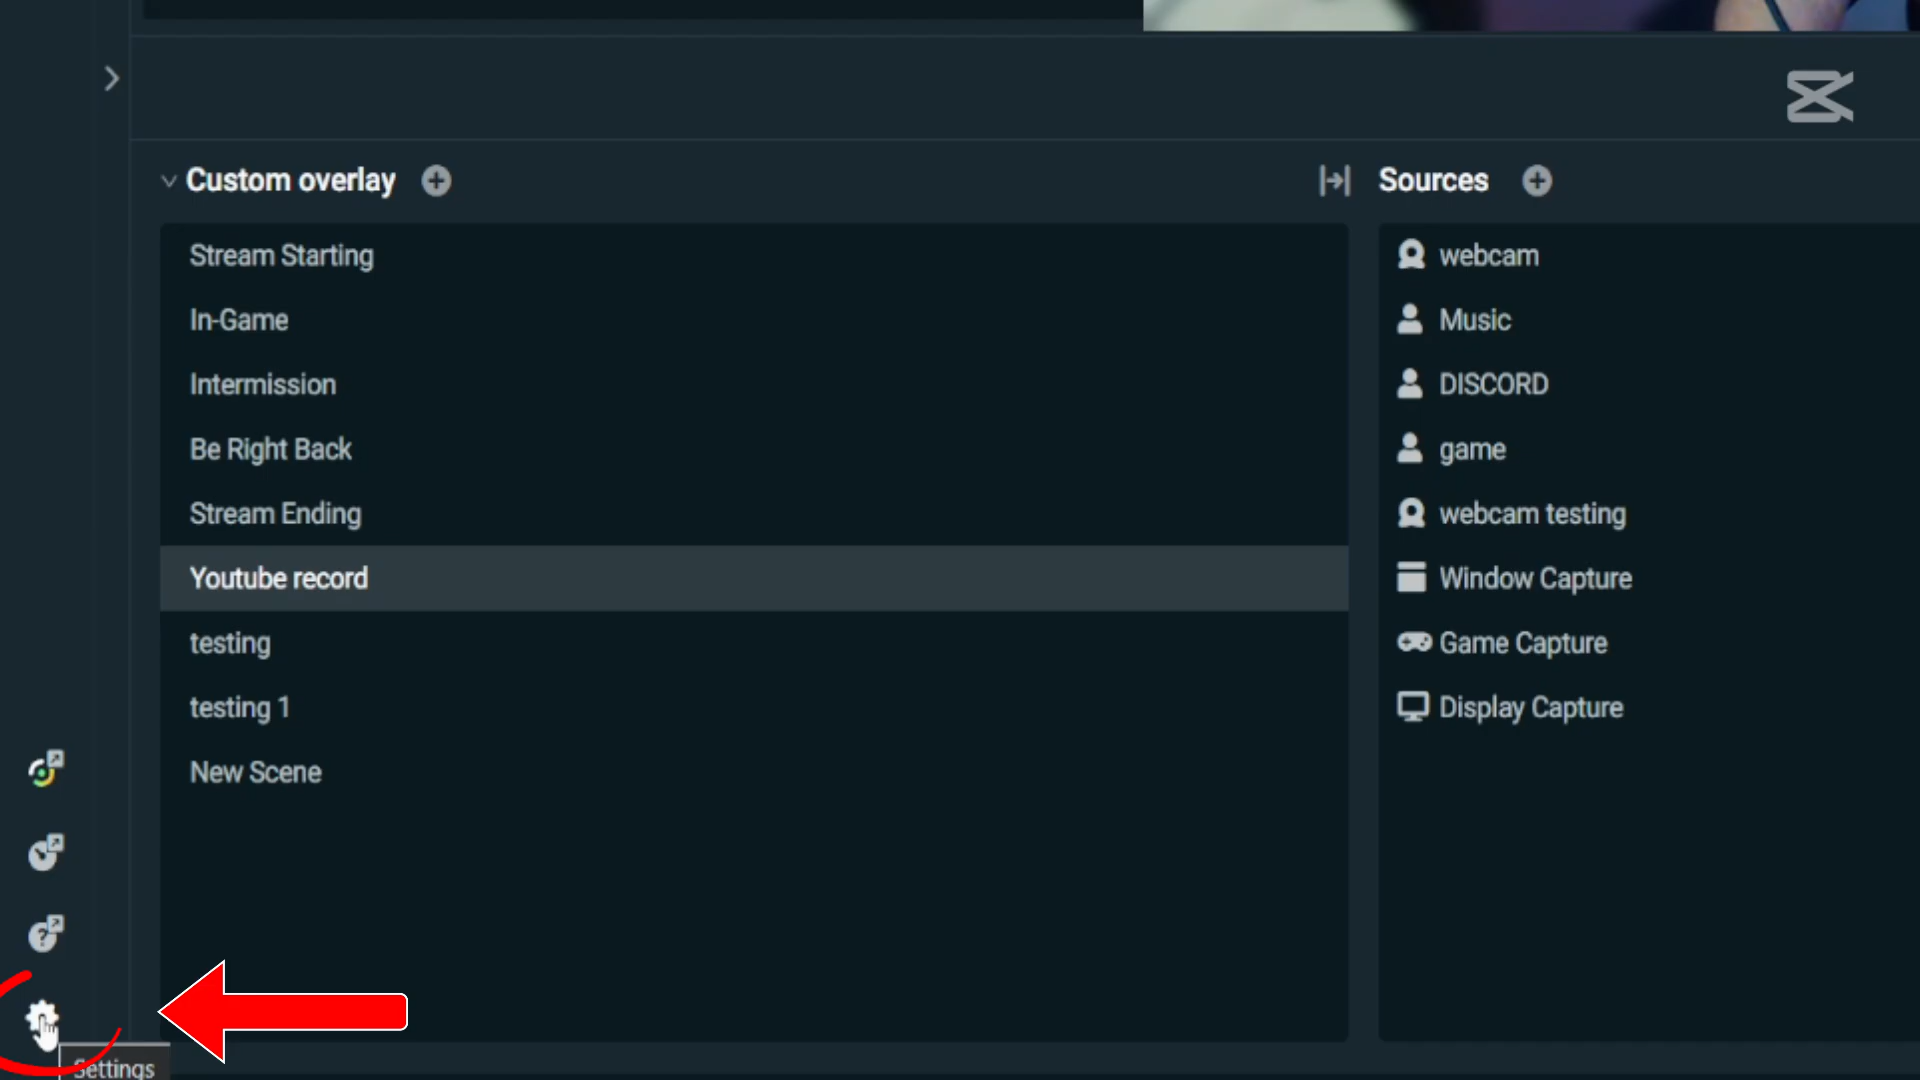 Custom overlay
Sources
Stream Starting
In-Game
Intermission
Be Right Back
Stream Ending
Youtube record
testing
testing 1
New Scene
webcam
Music
DISCORD
game
webcam testing
Window Capture
Game Capture
Display Capture
Settings